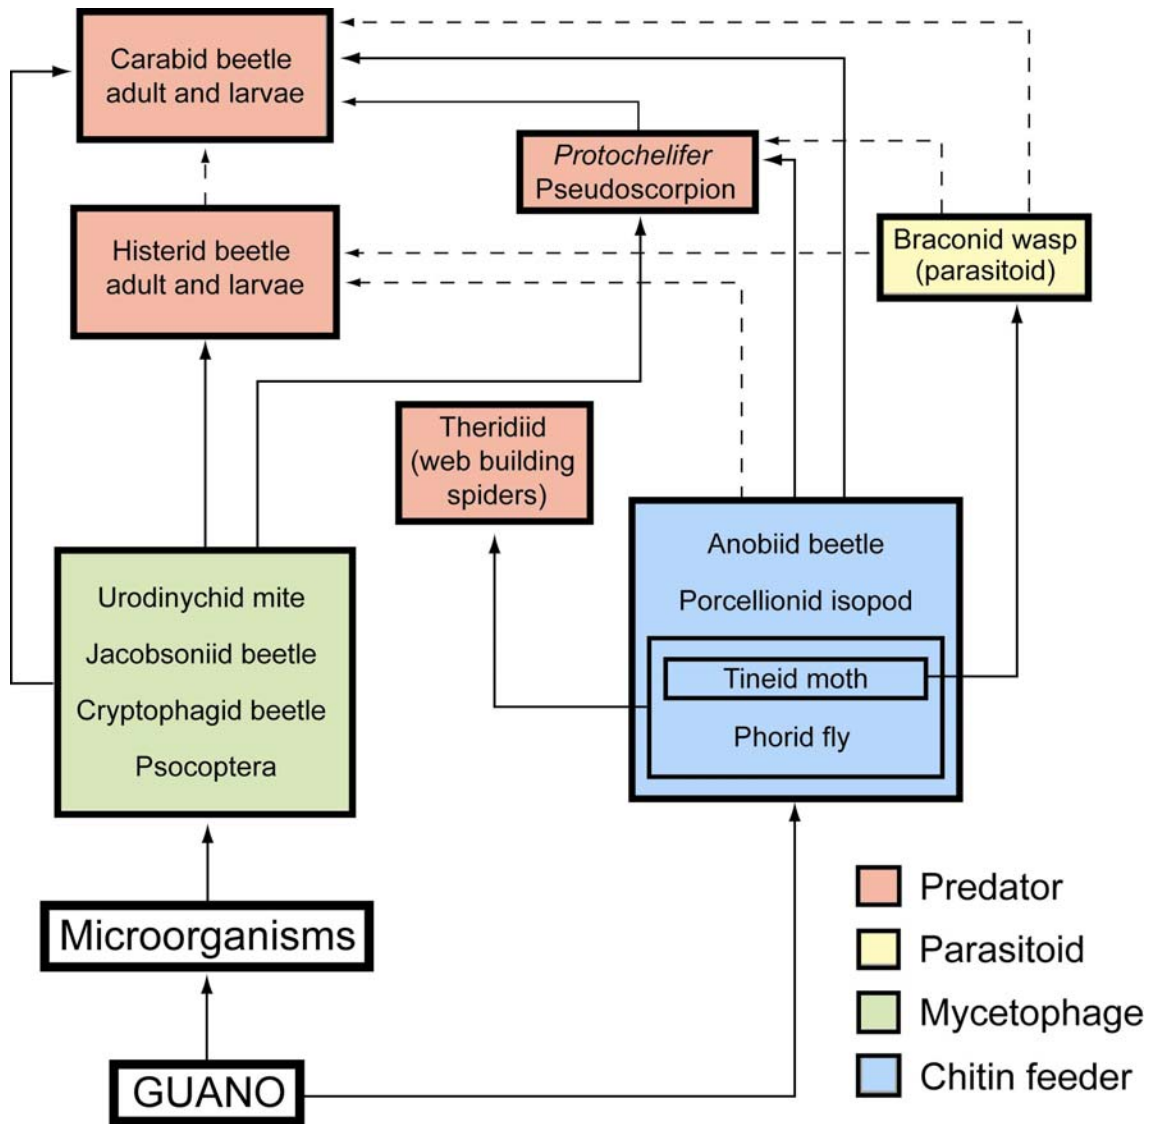 Carabid beetle
adult and larvae
Protochelifer
Pseudoscorpion
Histerid beetle
adult and larvae
Braconid wasp
(parasitoid)
Theridiid
(web building
spiders)
Anobiid beetle
Porcellionid isopod
Tineid moth
Phorid fly
Urodinychid mite
Jacobsoniid beetle
Cryptophagid beetle
Psocoptera
Microorganisms
GUANO
Predator
Parasitoid
Mycetophage
Chitin feeder